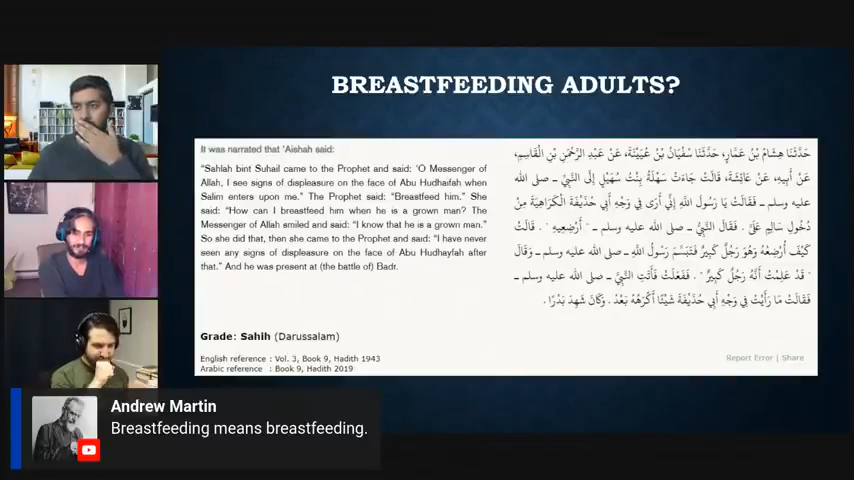 BREASTFEEDING ADULTS?
It was narrated that 'Aishah said:
"Sahlah bint Suhail came to the Prophet and said: 'O Messenger of
Allah, I see signs of displeasure on the face of Abu Hudhaifah when
Salim enters upon me." The Prophet said: "Breastfeed him." She
said: "How can I breastfeed him when he is a grown man? The
Messenger of Allah smiled and said: "I know that he is a grown man."
So she did that, then she came to the Prophet and said: "I have never
seen any signs of displeasure on the face of Abu Hudhayfah after
that." And he was present at (the battle of) Badr.
حَدَّثَنَا هِشَامُ بْنُ عَمَّارٍ، حَدَّثَنَا سُفْيَانُ بْنُ عُيَيْنَةَ، عَنْ عَبْدِ الرَّحْمَنِ بْنِ الْقَاسِمِ،
عَنْ أَبِيهِ، عَنْ عَائِشَةَ، قَالَتْ جَاءَتْ سَهْلَةُ بِنْتُ سُهَيْلٍ إِلَى النَّبِيِّ ـ صلى الله
عليه وسلم ـ فَقَالَتْ يَا رَسُولَ اللَّهِ إِنِّي أَرَى فِي وَجْهِ أَبِي حُذَيْفَةَ الْكَرَاهِيَةَ مِنْ
دُخُولِ سَالِمٍ عَلَىَّ ‏.‏ فَقَالَ النَّبِيُّ ـ صلى الله عليه وسلم ـ " أَرْضِعِيهِ " ‏.‏ قَالَتْ
كَيْفَ أُرْضِعُهُ وَهُوَ رَجُلٌ كَبِيرٌ فَتَبَسَّمَ رَسُولُ اللَّهِ ـ صلى الله عليه وسلم ـ وَقَالَ
" قَدْ عَلِمْتُ أَنَّهُ رَجُلٌ كَبِيرٌ " ‏.‏ فَفَعَلَتْ فَأَتَتِ النَّبِيَّ ـ صلى الله عليه وسلم ـ
فَقَالَتْ مَا رَأَيْتُ فِي وَجْهِ أَبِي حُذَيْفَةَ شَيْئًا أَكْرَهُهُ بَعْدُ ‏.‏ وَكَانَ شَهِدَ بَدْرًا ‏.‏
Grade: Sahih (Darussalam)
English reference : Vol. 3, Book 9, Hadith 1943
Arabic reference : Book 9, Hadith 2019
Report Error | Share
Andrew Martin
Breastfeeding means breastfeeding.